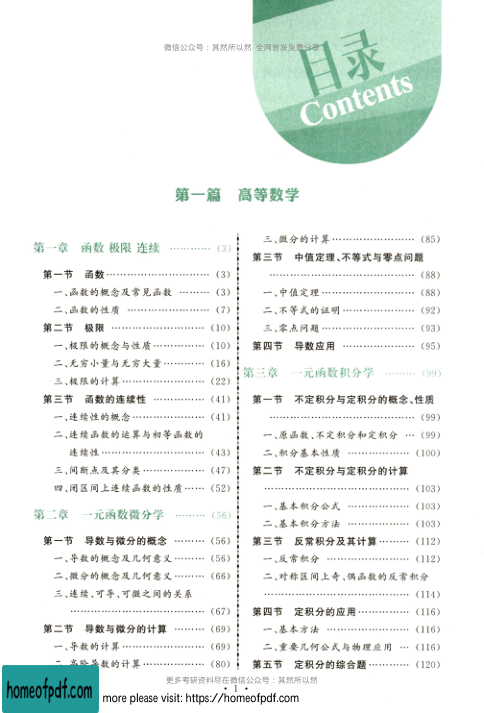 微信公众号：其然所以然 全网首发免费分享
目录
Contents
第一篇 高等数学
第一章 函数 极限 连续 ………… (3)
第一节 函数………………………… (3)
一、函数的概念及常见函数 ……… (3)
二、函数的性质 …………………… (7)
第二节 极限 ……………………… (10)
一、极限的概念与性质…………… (10)
二、无穷小量与无穷大量………… (16)
三、极限的计算…………………… (22)
第三节 函数的连续性 …………… (41)
一、连续性的概念………………… (41)
二、连续函数的运算与初等函数的
连续性………………………… (43)
三、间断点及其分类……………… (47)
四、闭区间上连续函数的性质…… (52)
第二章 一元函数微分学 ……… (56)
第一节 导数与微分的概念 ……… (56)
一、导数的概念及几何意义……… (56)
二、微分的概念及几何意义……… (66)
三、连续、可导、可微之间的关系
………………………………… (67)
第二节 导数与微分的计算 ……… (69)
一、导数的计算…………………… (69)
二、高阶导数的计算……………… (80)
三、微分的计算…………………… (85)
第三节 中值定理、不等式与零点问题
……………………………………… (88)
一、中值定理……………………… (88)
二、不等式的证明………………… (92)
三、零点问题……………………… (93)
第四节 导数应用 ………………… (95)
第三章 一元函数积分学 ……… (99)
第一节 不定积分与定积分的概念、性质
……………………………………… (99)
一、原函数、不定积分和定积分 … (99)
二、积分基本性质 ……………… (100)
第二节 不定积分与定积分的计算
…………………………………… (103)
一、基本积分公式 ……………… (103)
二、基本积分方法 ……………… (103)
第三节 反常积分及其计算……… (112)
一、反常积分 …………………… (112)
二、对称区间上奇、偶函数的反常积分
…………………………………… (114)
第四节 定积分的应用…………… (116)
一、基本方法 …………………… (116)
二、重要几何公式与物理应用 … (116)
第五节 定积分的综合题………… (120)
更多考研资料尽在微信公众号：其然所以然
· 1 ·
homeofpdf.com
more please visit: https://homeofpdf.com